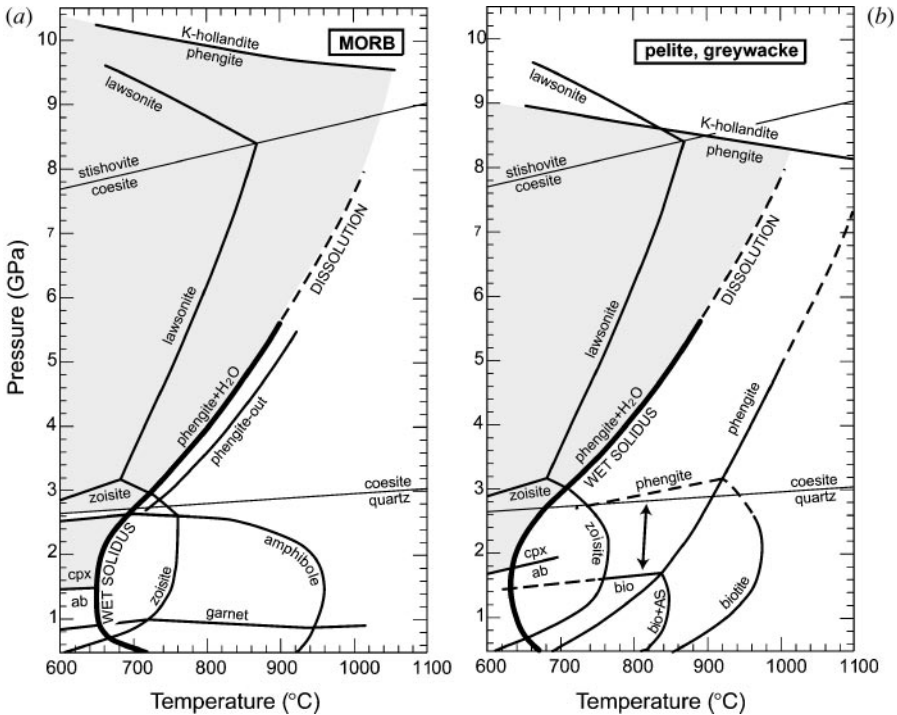 (a)
MORB
K-hollandite
phengite
lawsonite
stishovite
coesite
lawsonite
DISSOLUTION
phengite+H2O
phengite-out
zoisite
coesite
quartz
WET SOLIDUS
amphibole
zoisite
cpx
ab
garnet
10
9
8
7
6
5
4
3
2
1
Pressure (GPa)
600 700 800 900 1000 1100
Temperature (°C)
(b)
pelite, greywacke
lawsonite
K-hollandite
phengite
stishovite
coesite
DISSOLUTION
lawsonite
phengite+H2O
WET SOLIDUS
phengite
zoisite
phengite
coesite
quartz
cpx
ab
zoisite
bio
bio+AS
biotite
10
9
8
7
6
5
4
3
2
1
600 700 800 900 1000 1100
Temperature (°C)